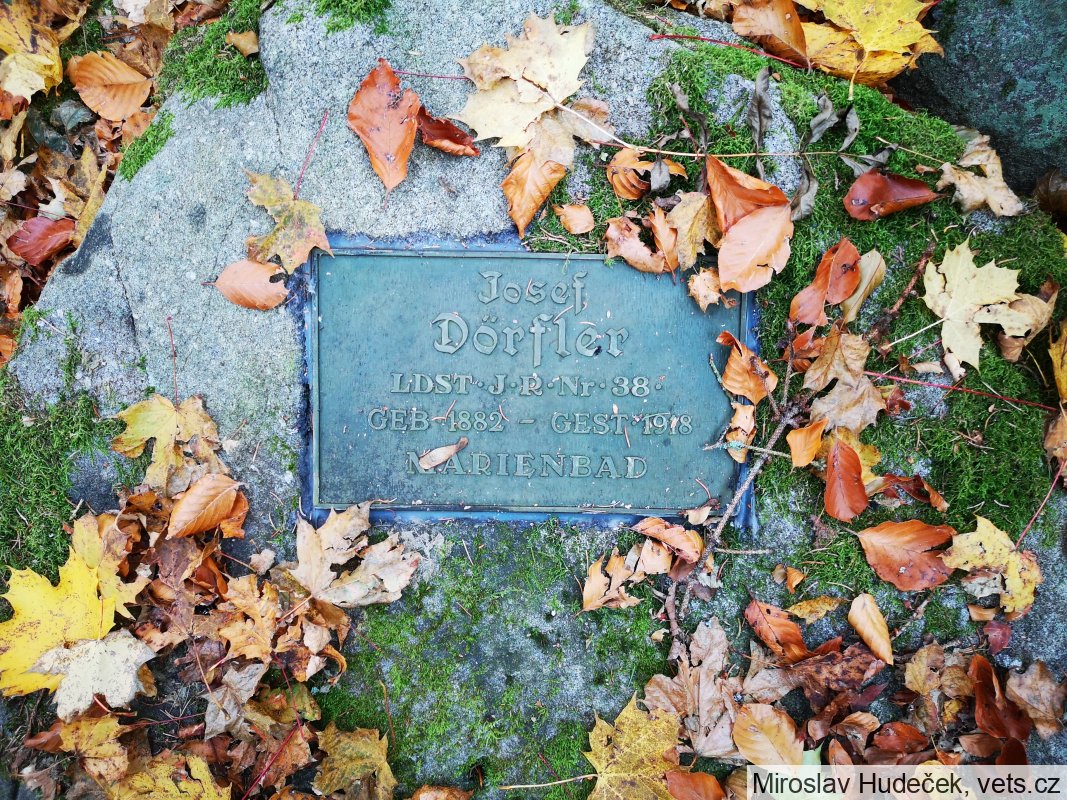 Josef
Dörfler
LDST·J·R·Nr·38·
GEB·1882 - GEST·1918
MARIENBAD
Miroslav Hudeček, vets.cz